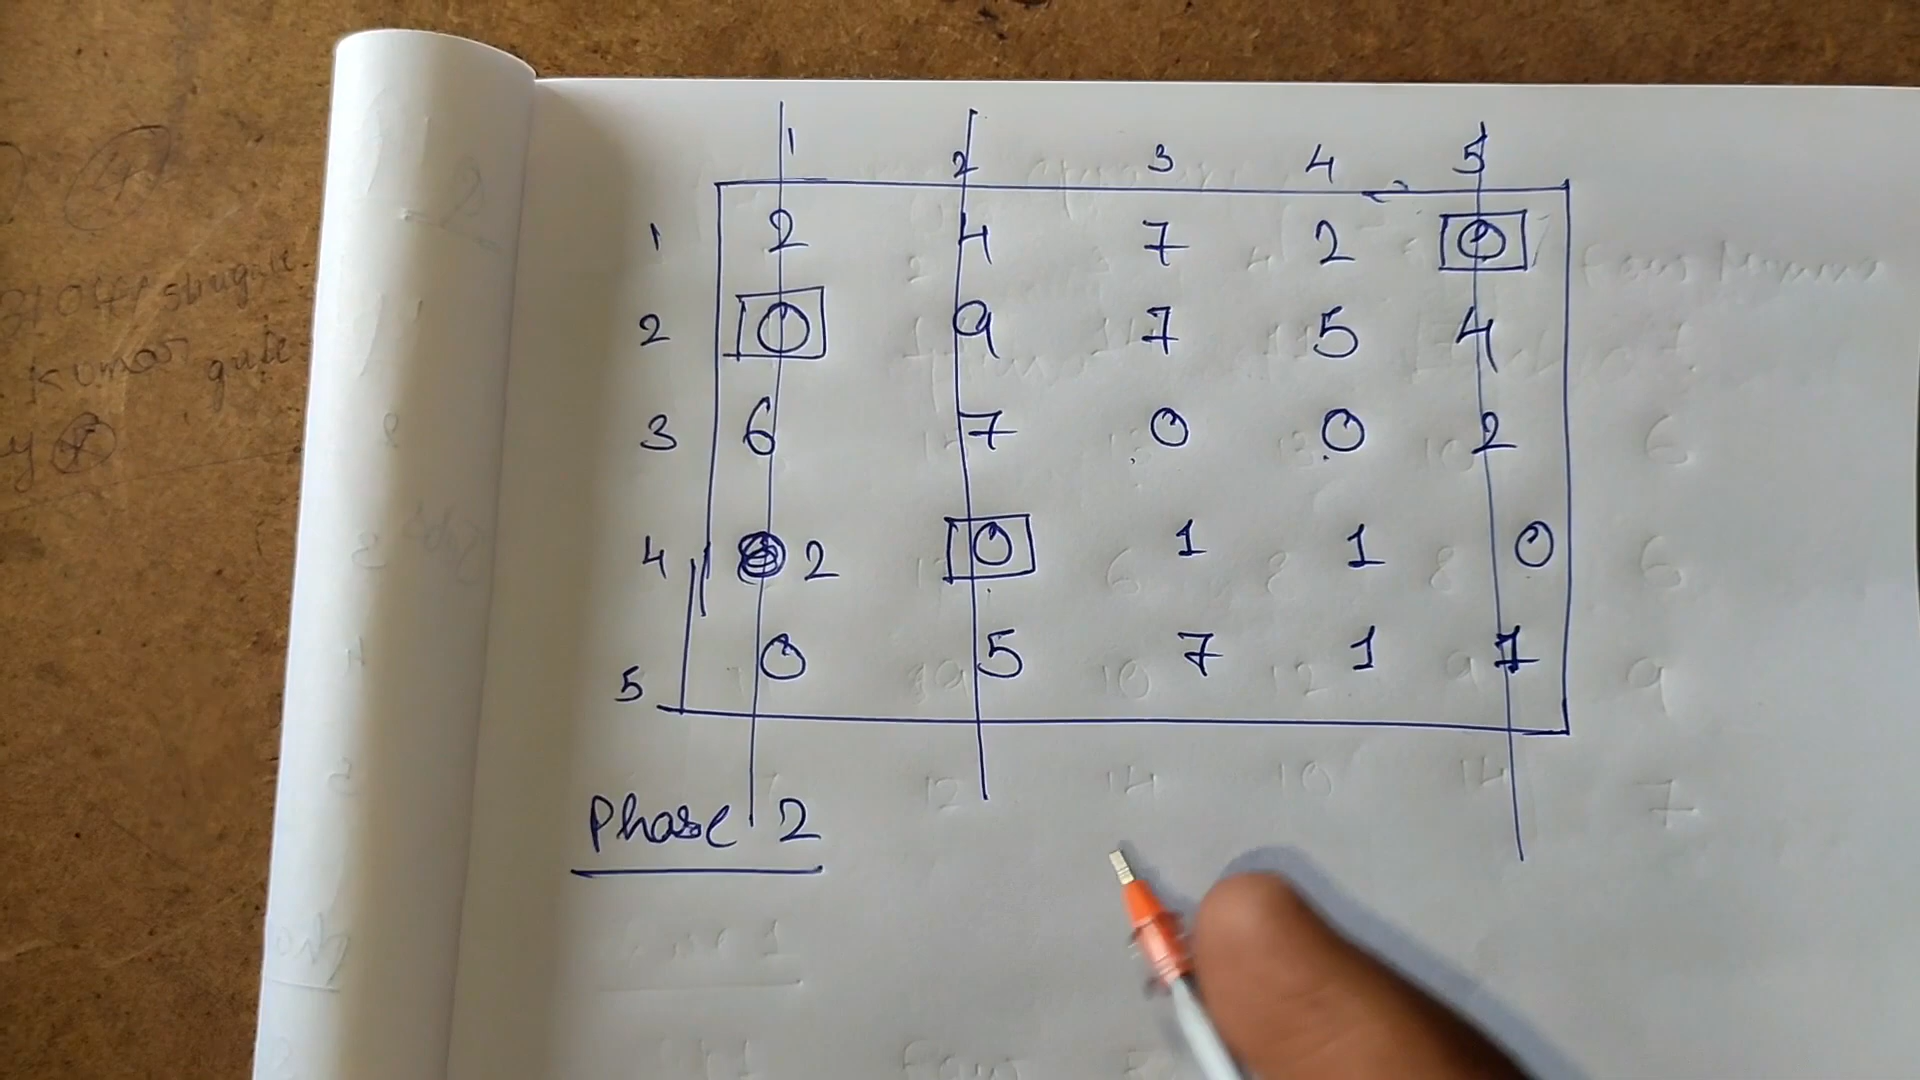 1 2 3 4 5
1 2 4 7 2 0
2 0 9 7 5 4
3 6 7 0 0 2
4 2 0 1 1 0
5 0 5 7 1 7
Phase 2
kumar